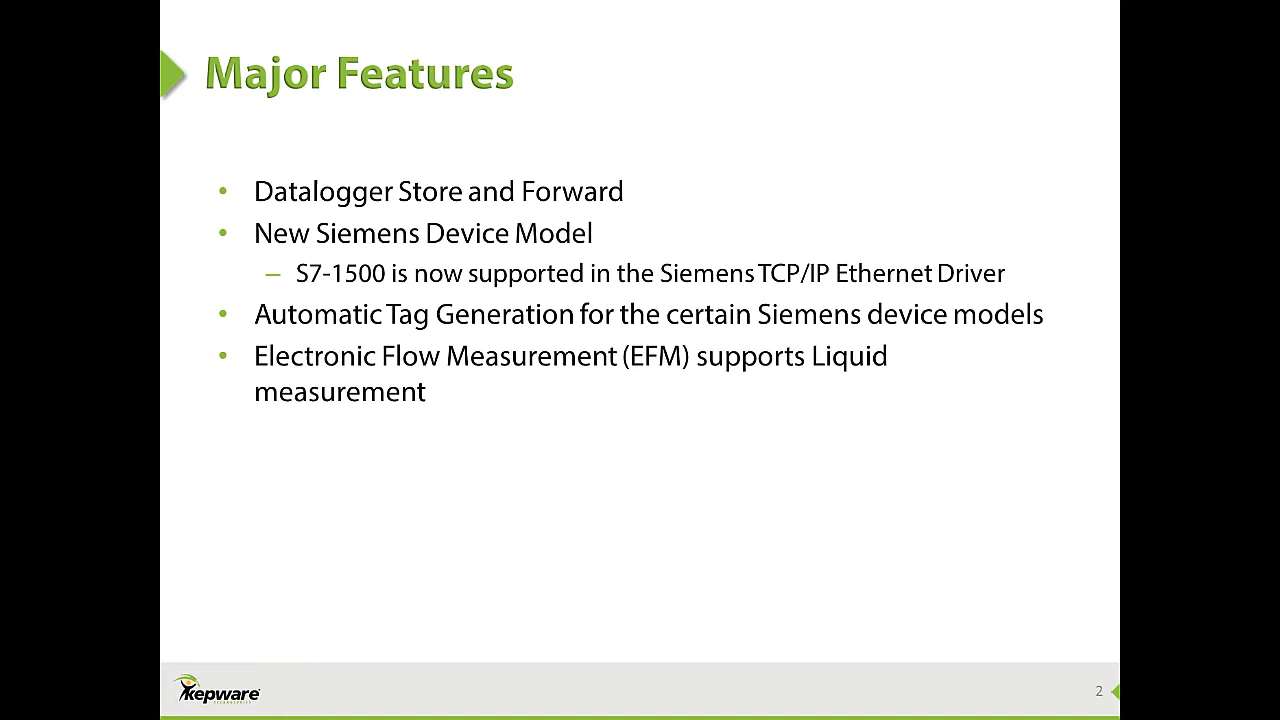 Major Features
• Datalogger Store and Forward
• New Siemens Device Model
– S7-1500 is now supported in the Siemens TCP/IP Ethernet Driver
• Automatic Tag Generation for the certain Siemens device models
• Electronic Flow Measurement (EFM) supports Liquid
measurement
kepware
TECHNOLOGIES
2